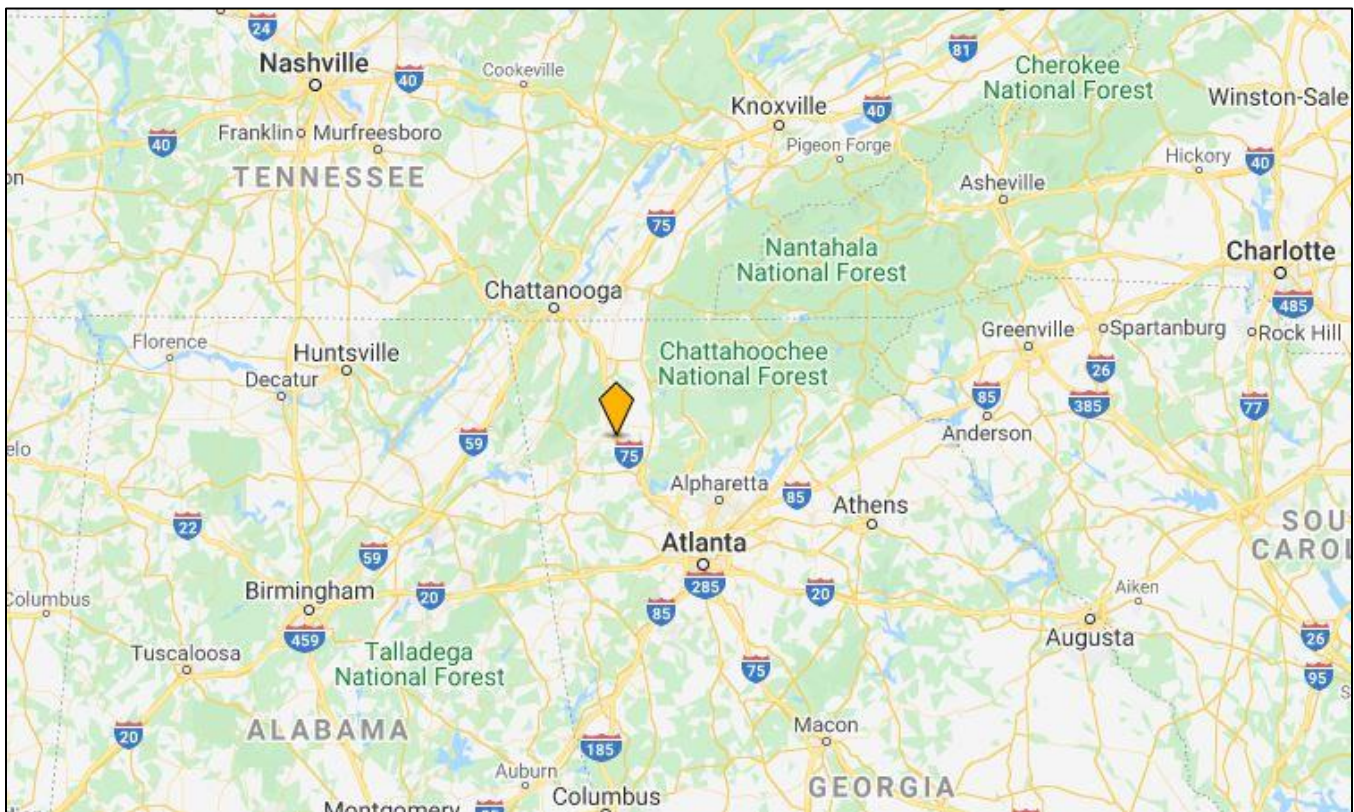 24
81
Nashville
40
Cookeville
Cherokee
National Forest
Knoxville
40
Winston-Sale
Franklin
Murfreesboro
40
Pigeon Forge
Hickory
40
TENNESSEE
Asheville
75
Nantahala
National Forest
Charlotte
Chattanooga
485
Greenville
Spartanburg
Rock Hill
Florence
Huntsville
Chattahoochee
National Forest
Decatur
26
85
385
77
Anderson
59
elo
75
Alpharetta
85
Athens
22
SOU
CAROL
Atlanta
59
285
Birmingham
20
20
Aiken
Columbus
85
Augusta
459
26
Tuscaloosa
Talladega
National Forest
75
95
S
ALABAMA
Macon
20
185
Auburn
GEORGIA
Columbus
Montgomery